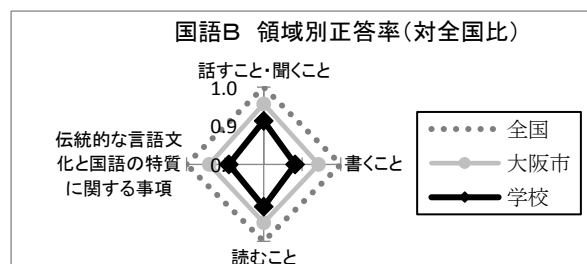 国語B 領域別正答率(対全国比)
話すこと・聞くこと
1.0
0.9
0.8
伝統的な言語文
化と国語の特質
に関する事項
書くこと
読むこと
全国
大阪市
学校